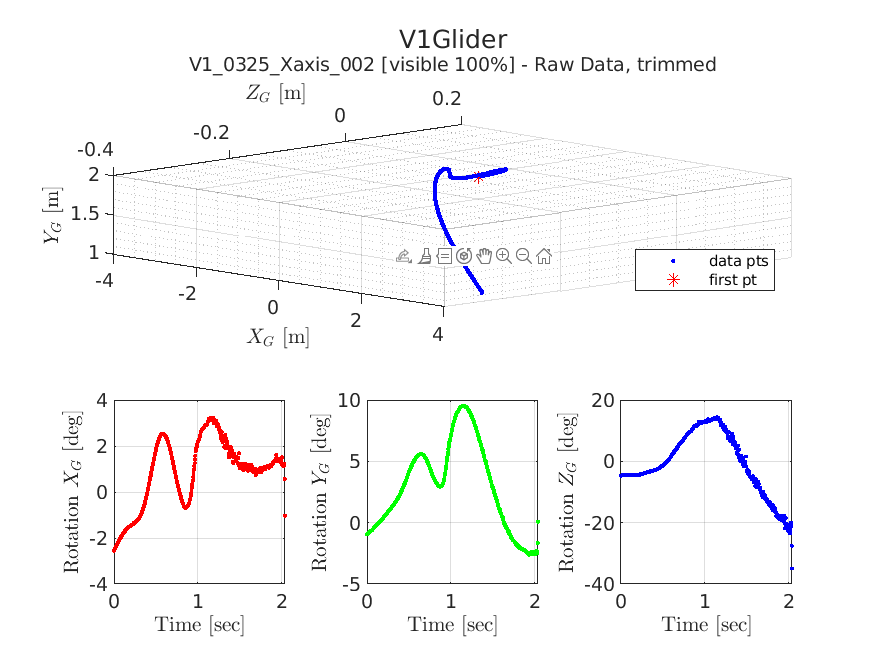 V1Glider
V1_0325_Xaxis_002 [visible 100%] - Raw Data, trimmed
Z_G [m]
0.2
0
-0.2
-0.4
2
1.5
1
Y_G [m]
-4
-2
0
2
4
X_G [m]
data pts
first pt
4
2
0
-2
-4
Rotation X_G [deg]
0 1 2
Time [sec]
10
5
0
-5
Rotation Y_G [deg]
0 1 2
Time [sec]
20
0
-20
-40
Rotation Z_G [deg]
0 1 2
Time [sec]